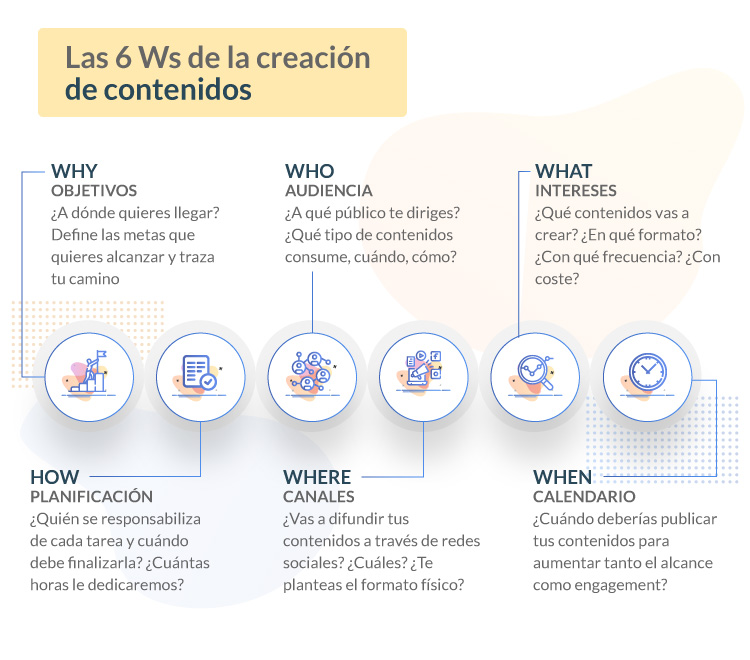 Las 6 Ws de la creación
de contenidos
WHY
OBJETIVOS
¿A dónde quieres llegar?
Define las metas que
quieres alcanzar y traza
tu camino
WHO
AUDIENCIA
¿A qué público te diriges?
¿Qué tipo de contenidos
consume, cuándo, cómo?
WHAT
INTERESES
¿Qué contenidos vas a
crear? ¿En qué formato?
¿Con qué frecuencia? ¿Con
coste?
HOW
PLANIFICACIÓN
¿Quién se responsabiliza
de cada tarea y cuándo
debe finalizarla? ¿Cuántas
horas le dedicaremos?
WHERE
CANALES
¿Vas a difundir tus
contenidos a través de redes
sociales? ¿Cuáles? ¿Te
planteas el formato físico?
WHEN
CALENDARIO
¿Cuándo deberías publicar
tus contenidos para
aumentar tanto el alcance
como engagement?